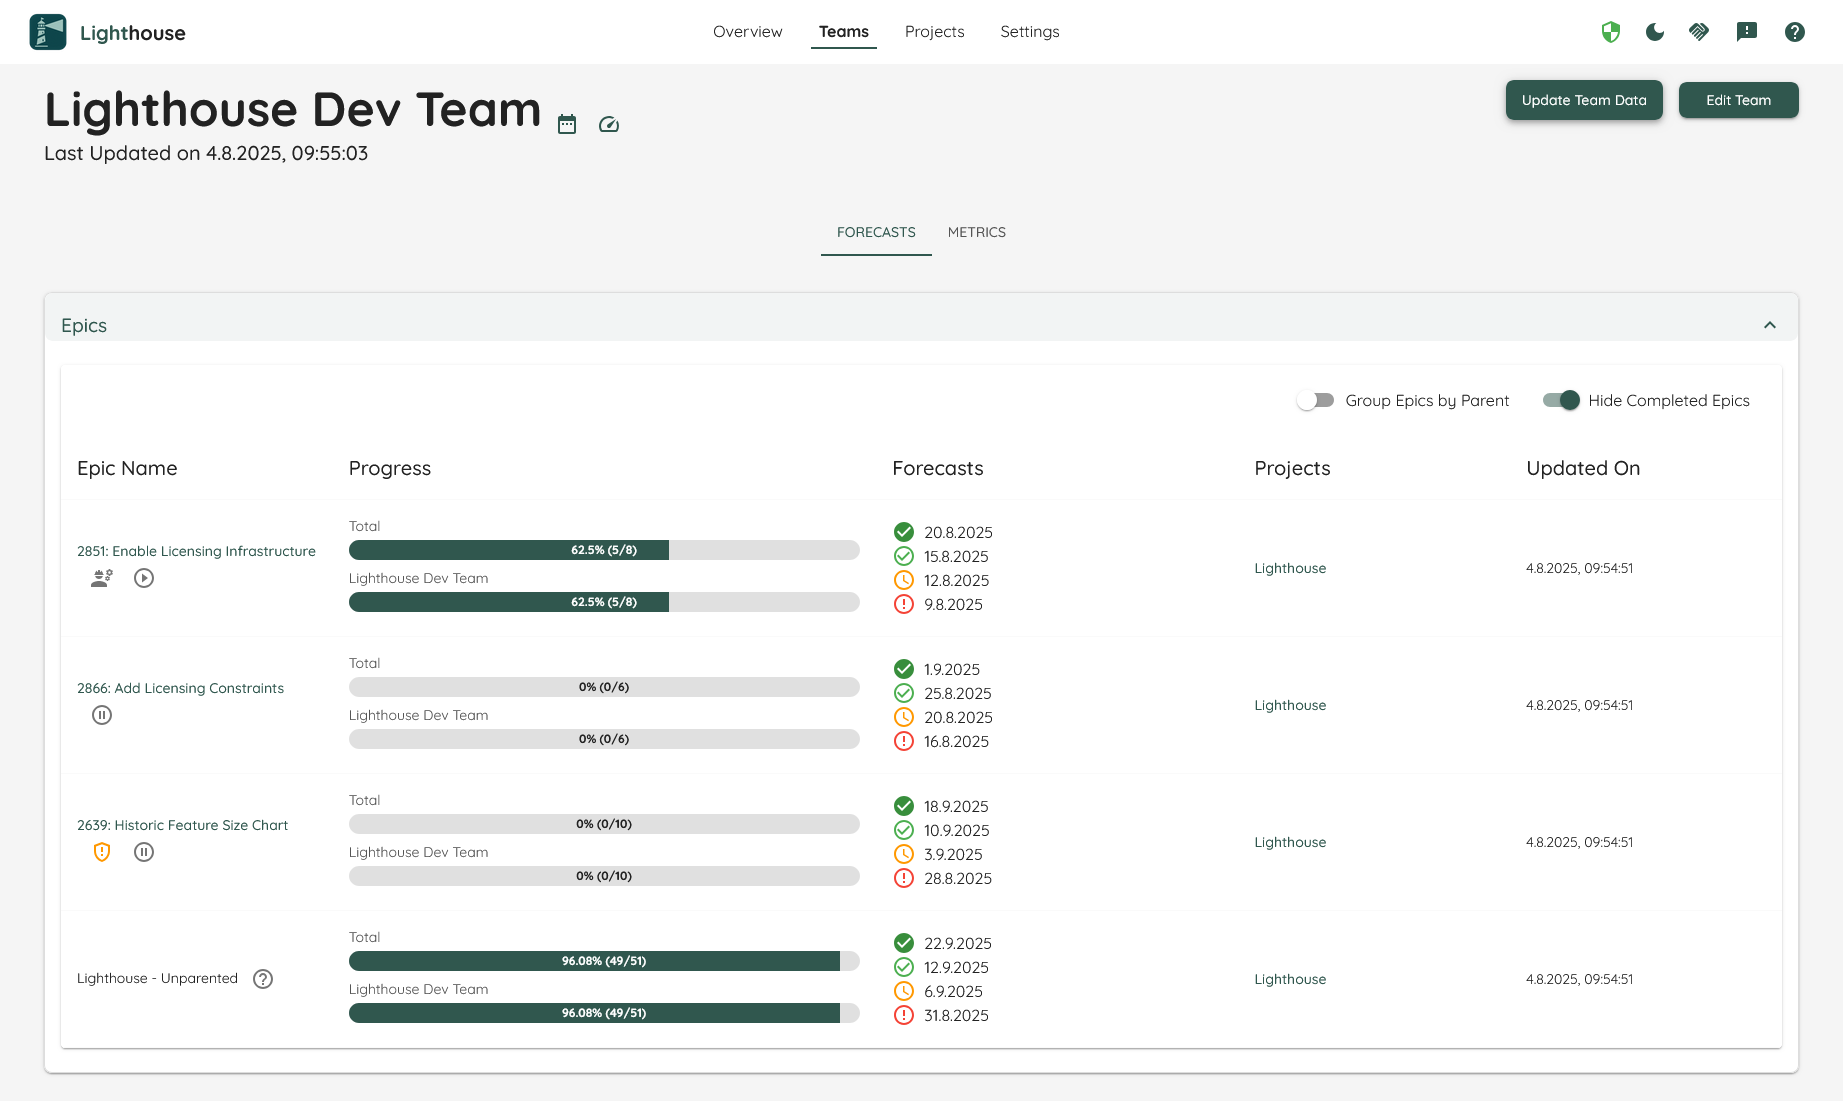 Lighthouse
Overview
Teams
Projects
Settings
Lighthouse Dev Team
Last Updated on 4.8.2025, 09:55:03
Update Team Data
Edit Team
FORECASTS
METRICS
Epics
Group Epics by Parent
Hide Completed Epics
Epic Name
Progress
Forecasts
Projects
Updated On
2851: Enable Licensing Infrastructure
Total
62.5% (5/8)
Lighthouse Dev Team
62.5% (5/8)
20.8.2025
15.8.2025
12.8.2025
9.8.2025
Lighthouse
4.8.2025, 09:54:51
2866: Add Licensing Constraints
Total
0% (0/6)
Lighthouse Dev Team
0% (0/6)
1.9.2025
25.8.2025
20.8.2025
16.8.2025
Lighthouse
4.8.2025, 09:54:51
2639: Historic Feature Size Chart
Total
0% (0/10)
Lighthouse Dev Team
0% (0/10)
18.9.2025
10.9.2025
3.9.2025
28.8.2025
Lighthouse
4.8.2025, 09:54:51
Lighthouse - Unparented
Total
96.08% (49/51)
Lighthouse Dev Team
96.08% (49/51)
22.9.2025
12.9.2025
6.9.2025
31.8.2025
Lighthouse
4.8.2025, 09:54:51